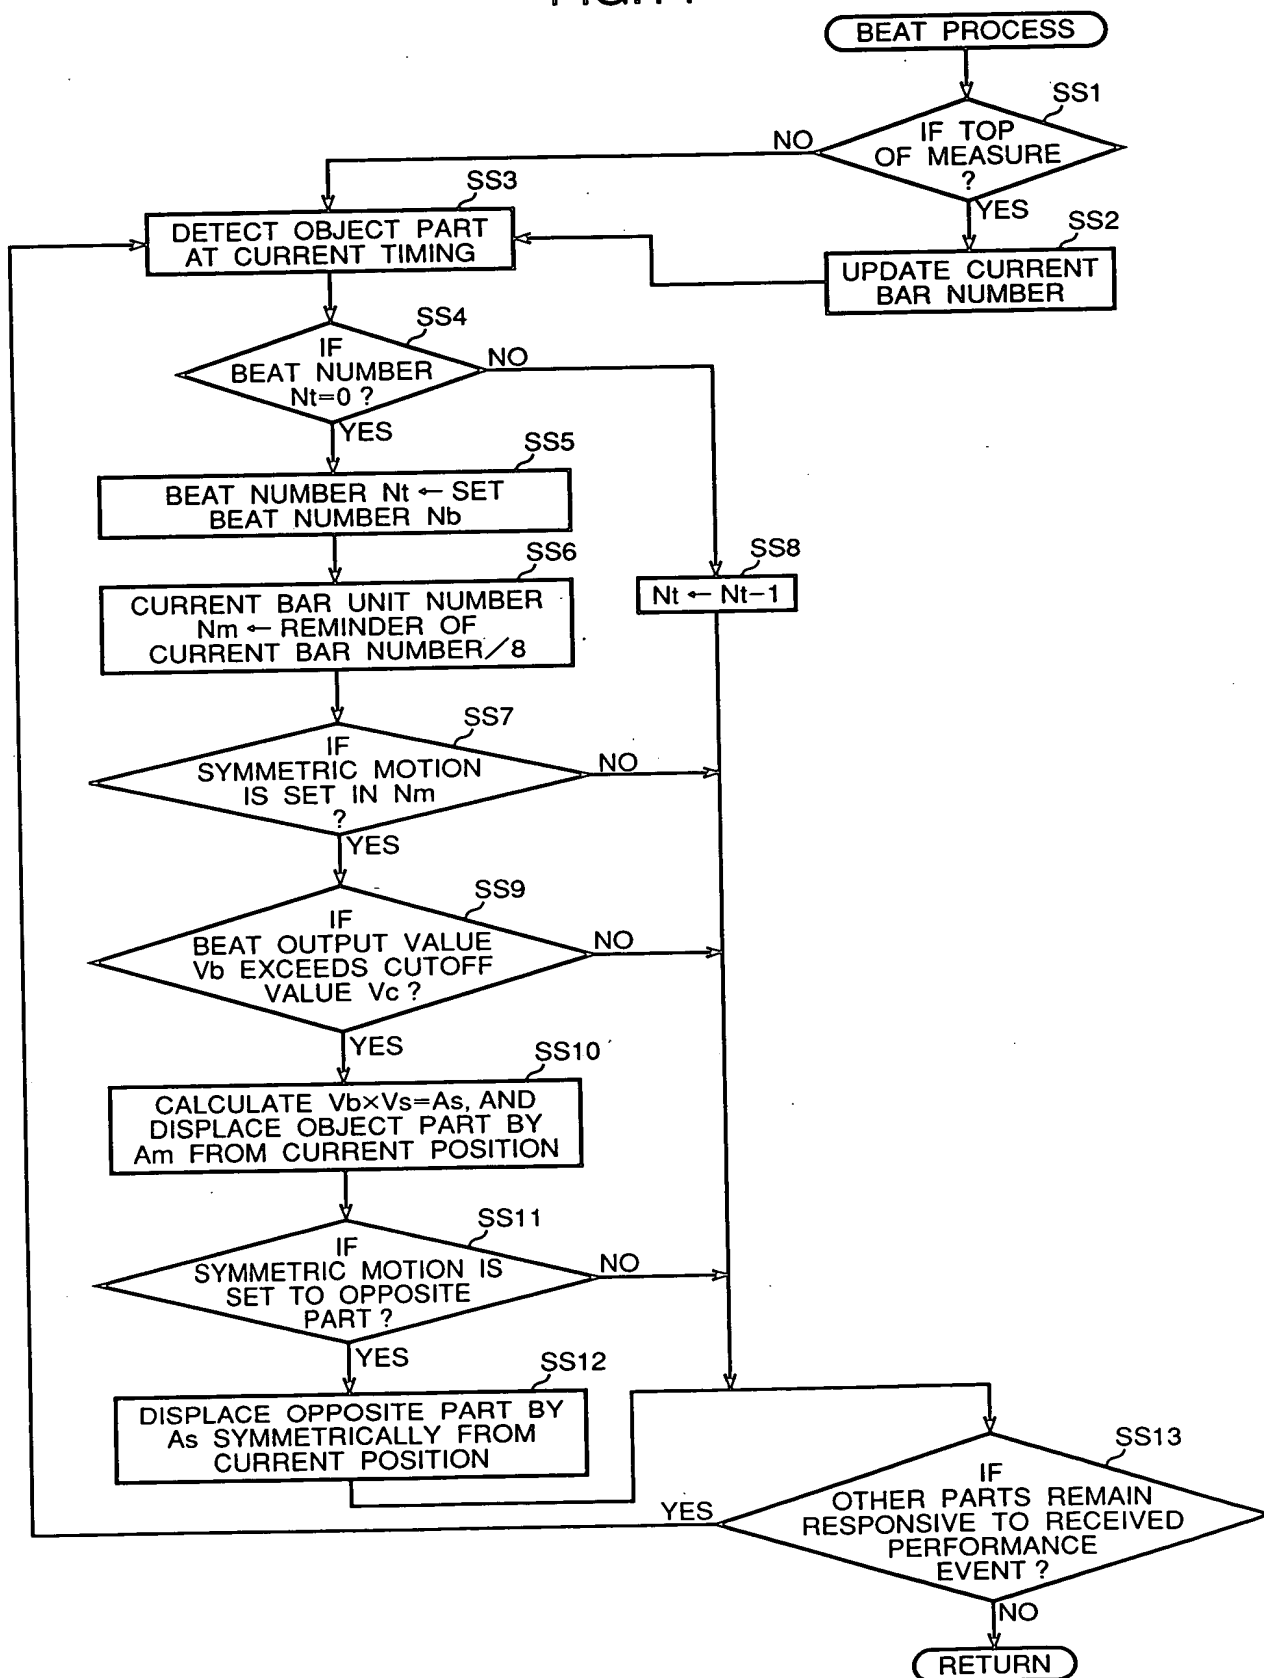 BEAT PROCESS
SS1
IF TOP
OF MEASURE
?
NO
YES
SS2
UPDATE CURRENT
BAR NUMBER
SS3
DETECT OBJECT PART
AT CURRENT TIMING
SS4
IF
BEAT NUMBER
Nt=0 ?
NO
YES
SS5
BEAT NUMBER Nt ← SET
BEAT NUMBER Nb
SS6
CURRENT BAR UNIT NUMBER
Nm ← REMINDER OF
CURRENT BAR NUMBER/8
SS8
Nt ← Nt−1
SS7
IF
SYMMETRIC MOTION
IS SET IN Nm
?
NO
YES
SS9
IF
BEAT OUTPUT VALUE
Vb EXCEEDS CUTOFF
VALUE Vc ?
NO
YES
SS10
CALCULATE Vb×Vs=As, AND
DISPLACE OBJECT PART BY
Am FROM CURRENT POSITION
SS11
IF
SYMMETRIC MOTION IS
SET TO OPPOSITE
PART ?
NO
YES
SS12
DISPLACE OPPOSITE PART BY
As SYMMETRICALLY FROM
CURRENT POSITION
SS13
IF
OTHER PARTS REMAIN
RESPONSIVE TO RECEIVED
PERFORMANCE
EVENT ?
YES
NO
RETURN